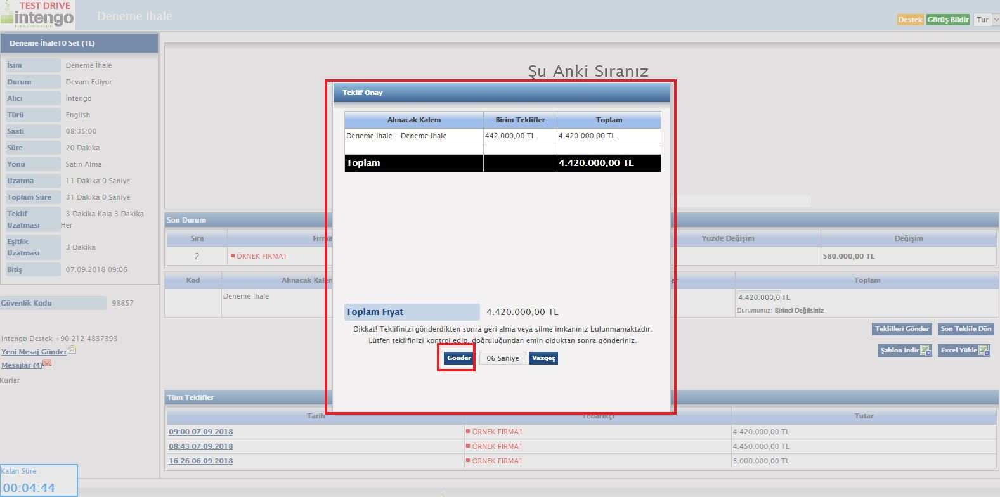 TEST DRIVE
intengo
innovative solutions
Deneme İhale
Destek Görüş Bildir Tur
Deneme İhale10 Set (TL)
İsim Deneme İhale
Durum Devam Ediyor
Alıcı İntengo
Türü English
Saati 08:35:00
Süre 20 Dakika
Yönü Satın Alma
Uzatma 11 Dakika 0 Saniye
Toplam Süre 31 Dakika 0 Saniye
Teklif 3 Dakika Kala 3 Dakika
Uzatması Her
Eşitlik
Uzatması 3 Dakika
Bitiş 07.09.2018 09:06
Güvenlik Kodu 98857
Intengo Destek +90 212 4837393
Yeni Mesaj Gönder
Mesajlar (4)
Kurlar
Kalan Süre
00:04:44
Şu Anki Sıranız
Teklif Onay
Alınacak Kalem Birim Teklifler Toplam
Deneme İhale - Deneme İhale 442.000,00 TL 4.420.000,00 TL
Toplam 4.420.000,00 TL
Toplam Fiyat 4.420.000,00 TL
Dikkat! Teklifinizi gönderdikten sonra geri alma veya silme imkanınız bulunmamaktadır.
Lütfen teklifinizi kontrol edip, doğruluğundan emin olduktan sonra gönderiniz.
Gönder 06 Saniye Vazgeç
Son Durum
Sıra Firma Yüzde Değişim Değişim
2 ÖRNEK FIRMA1 580.000,00 TL
Kod Alınacak Kalem er Toplam
Deneme İhale 4.420.000,0 TL
Durumunuz: Birinci Değilsiniz
Teklifleri Gönder Son Teklife Dön
Şablon İndir Excel Yükle
Tüm Teklifler
Tarih Tedarikçi Tutar
09:00 07.09.2018 ÖRNEK FIRMA1 4.420.000,00 TL
08:43 07.09.2018 ÖRNEK FIRMA1 4.450.000,00 TL
16:26 06.09.2018 ÖRNEK FIRMA1 5.000.000,00 TL